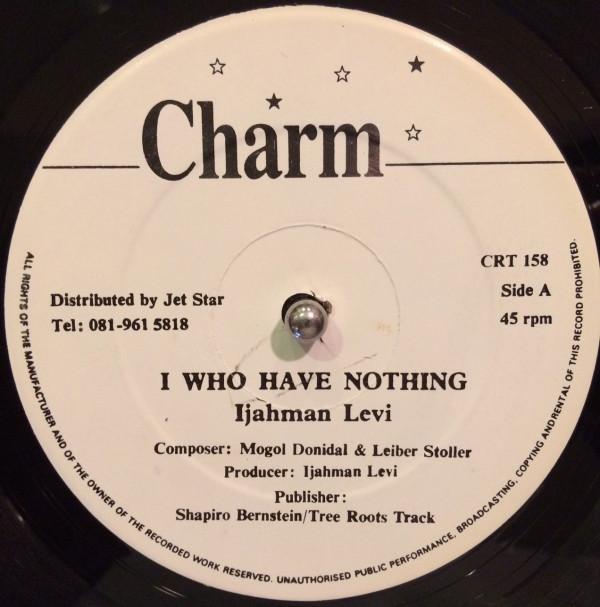 Charm
CRT 158
Distributed by Jet Star
Side A
Tel: 081-961 5818
45 rpm
I WHO HAVE NOTHING
Ijahman Levi
Composer: Mogol Donidal & Leiber Stoller
Producer: Ijahman Levi
Publisher:
Shapiro Bernstein/Tree Roots Track
ALL RIGHTS OF THE MANUFACTURER AND OF THE OWNER OF THE RECORDED WORK RESERVED. UNAUTHORISED PUBLIC PERFORMANCE, BROADCASTING, COPYING ANDRENTAL OF THIS RECORD PROHIBITED.